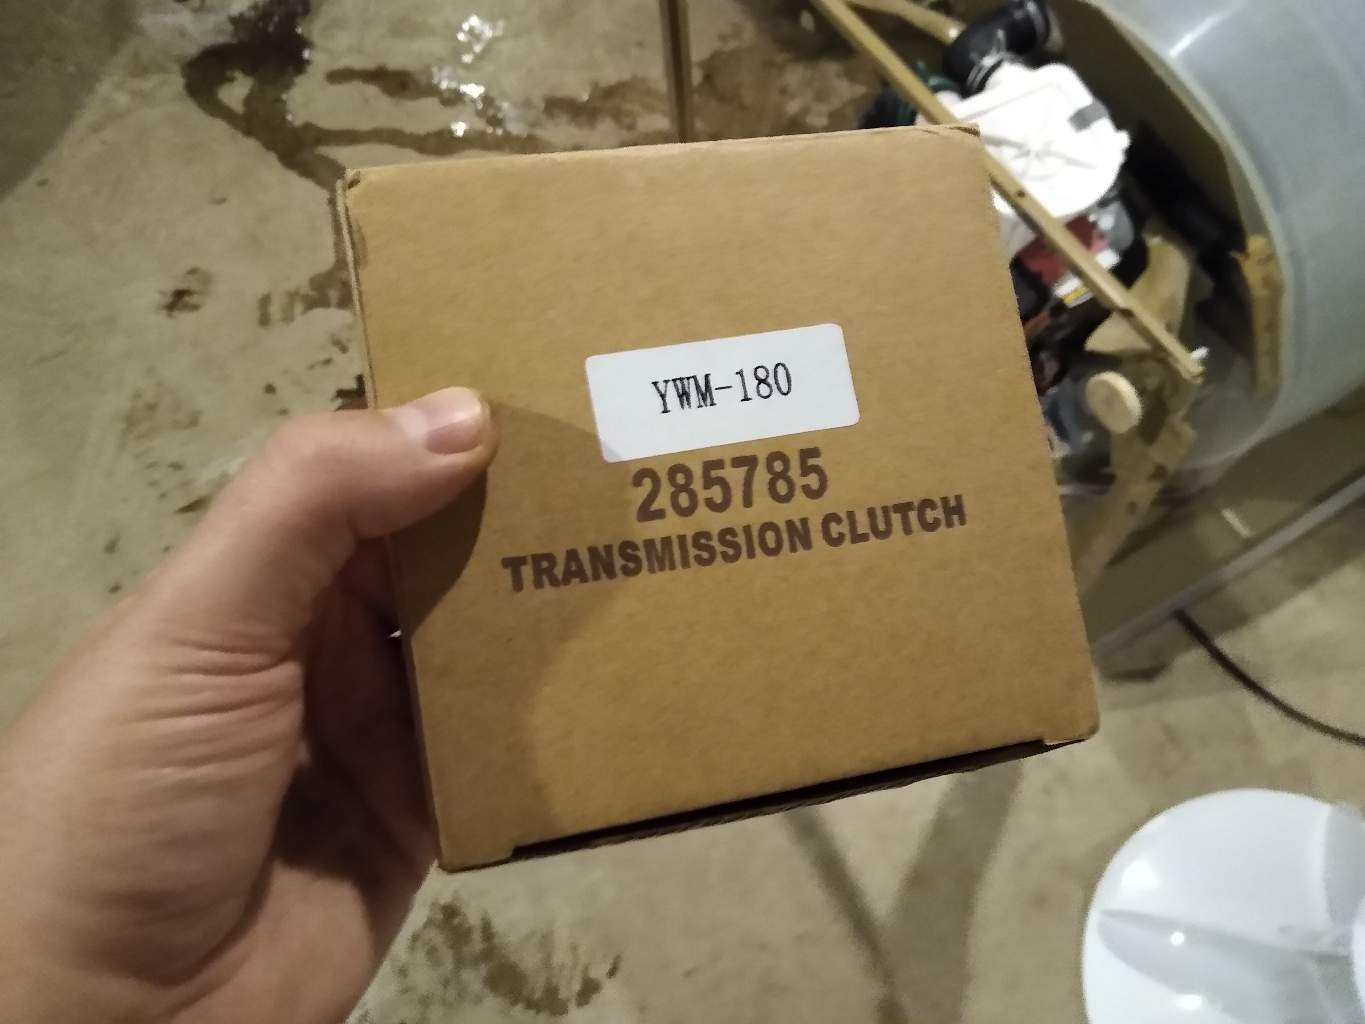 YWM-180
285785
TRANSMISSION CLUTCH